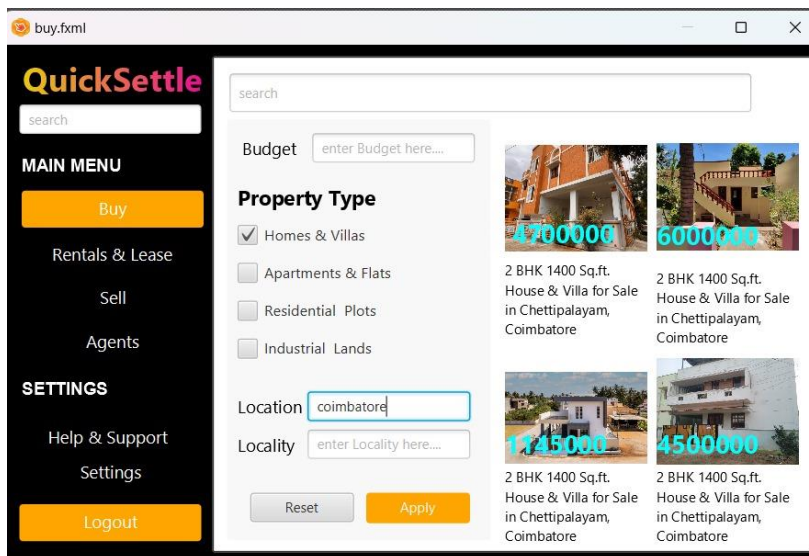 buy.fxml
QuickSettle
search
MAIN MENU
Buy
Rentals & Lease
Sell
Agents
SETTINGS
Help & Support
Settings
Logout
search
Budget enter Budget here....
Property Type
Homes & Villas
Apartments & Flats
Residential Plots
Industrial Lands
Location coimbatore
Locality enter Locality here....
Reset Apply
4700000
2 BHK 1400 Sq.ft.
House & Villa for Sale
in Chettipalayam,
Coimbatore
6000000
2 BHK 1400 Sq.ft.
House & Villa for Sale
in Chettipalayam,
Coimbatore
1145000
2 BHK 1400 Sq.ft.
House & Villa for Sale
in Chettipalayam,
Coimbatore
4500000
2 BHK 1400 Sq.ft.
House & Villa for Sale
in Chettipalayam,
Coimbatore